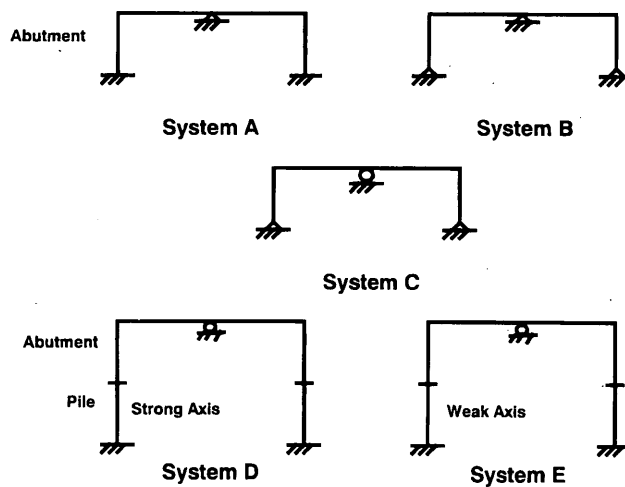 Abutment
System A
System B
System C
Abutment
Pile
Strong Axis
Weak Axis
System D
System E